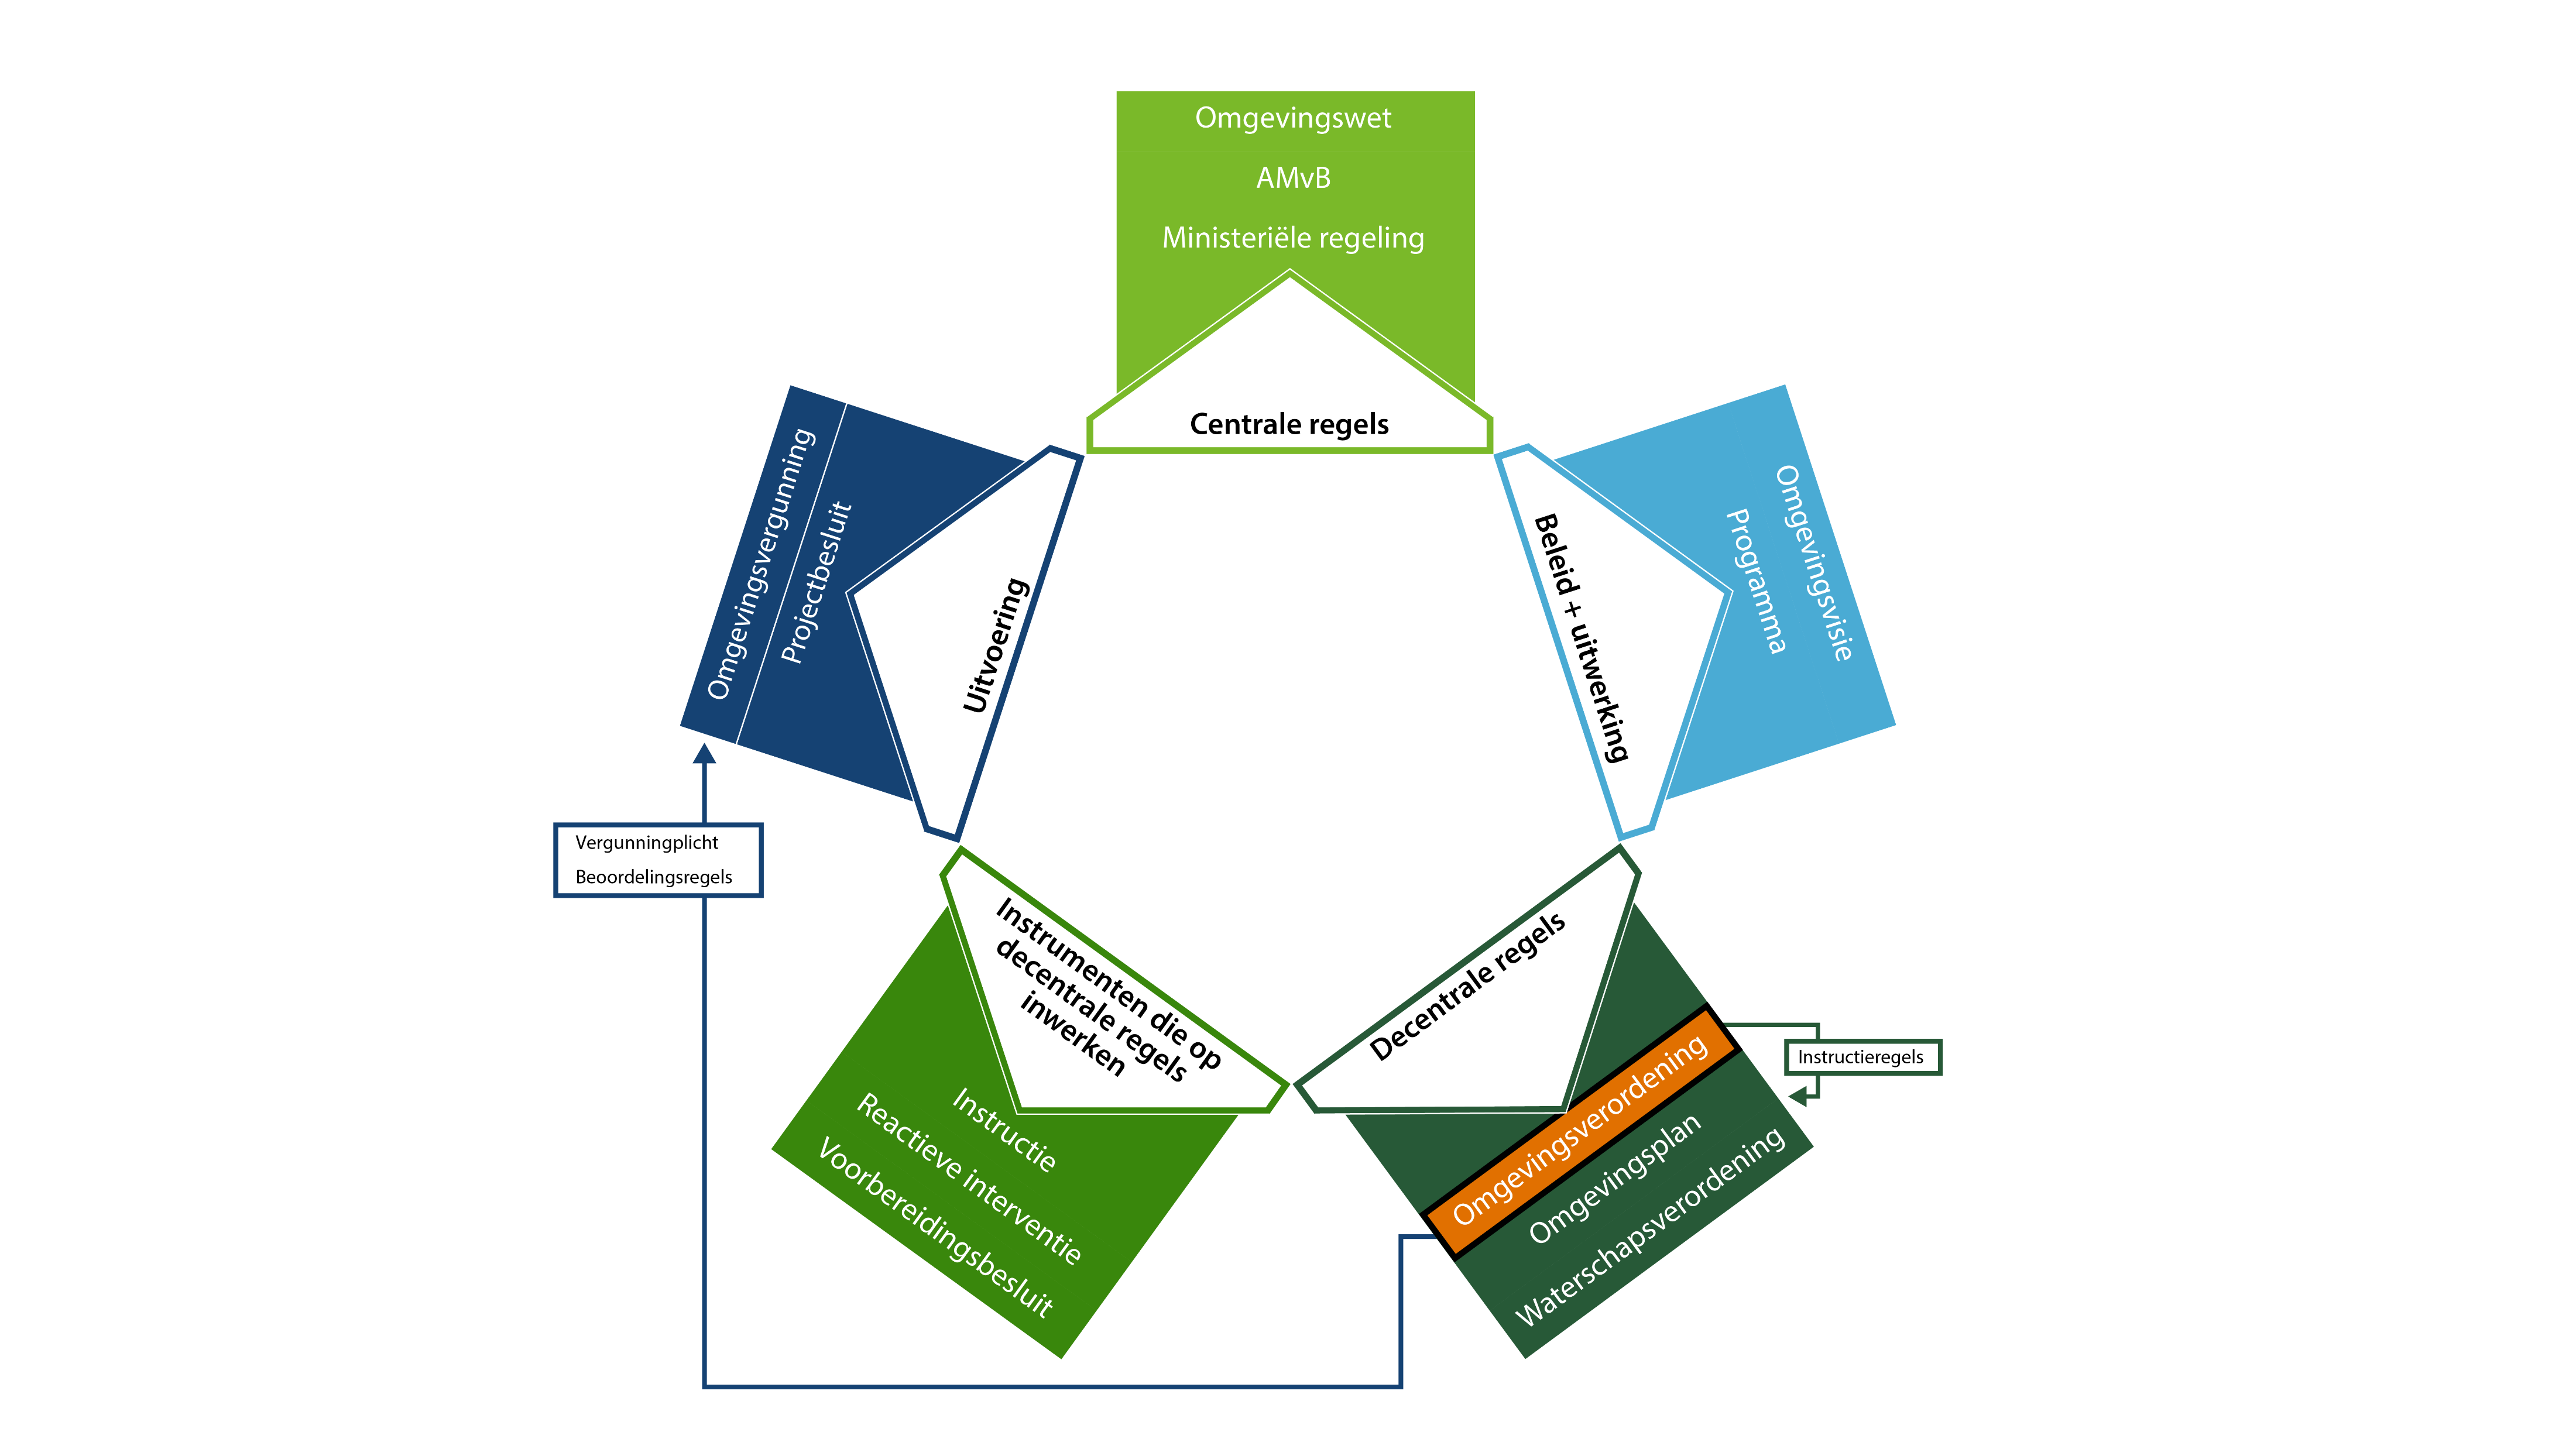 Omgevingswet
AMvB
Ministeriële regeling
Centrale regels
Omgevingsvergunning
Projectbesluit
Uitvoering
Beleid + uitwerking
Programma
Omgevingsvisie
Vergunningplicht
Beoordelingsregels
Instrumenten die op
decentrale regels
inwerken
Instructie
Reactieve interventie
Voorbereidingsbesluit
Decentrale regels
Omgevingsverordening
Omgevingsplan
Waterschapsverordening
Instructieregels